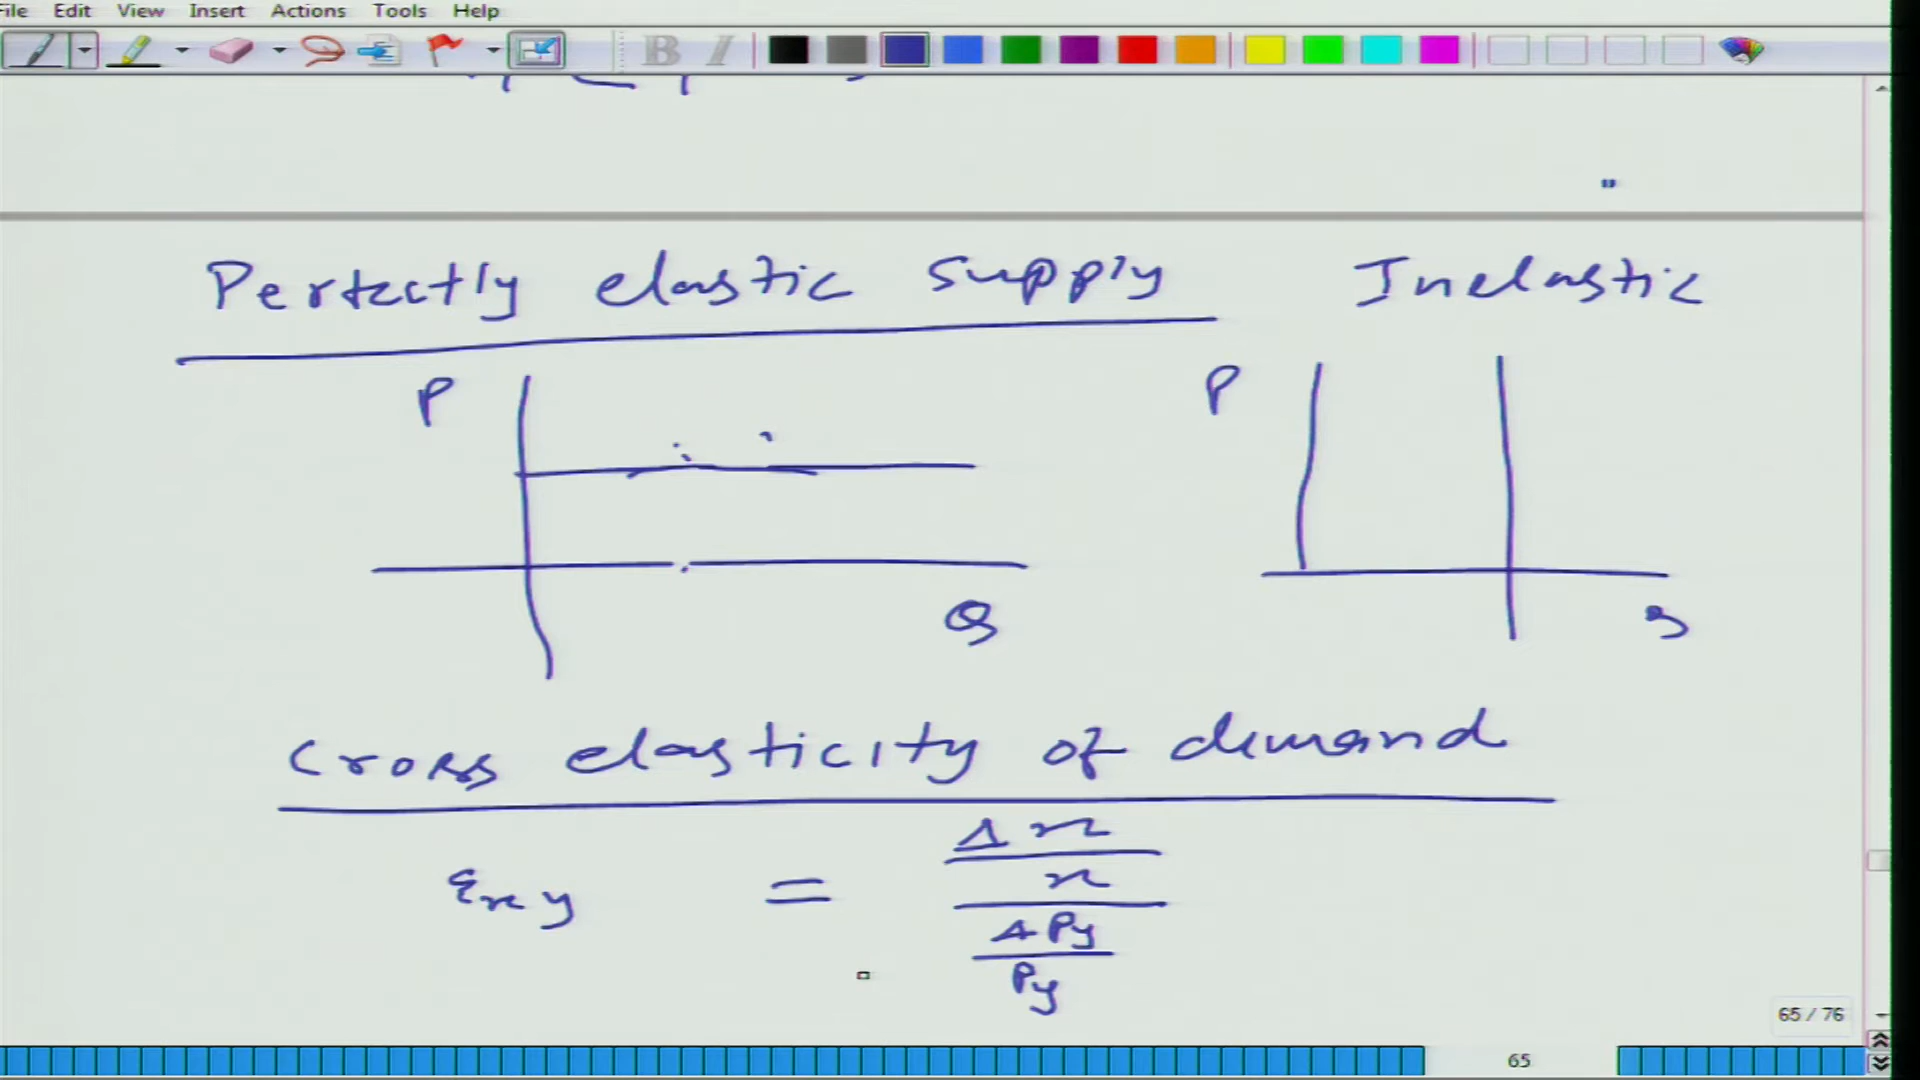 File Edit View Insert Actions Tools Help
B I
Perfectly elastic supply Inelastic
P P
Q
Cross elasticity of demand
Δx
x
εxy =
ΔPy
Py
65 / 76
65